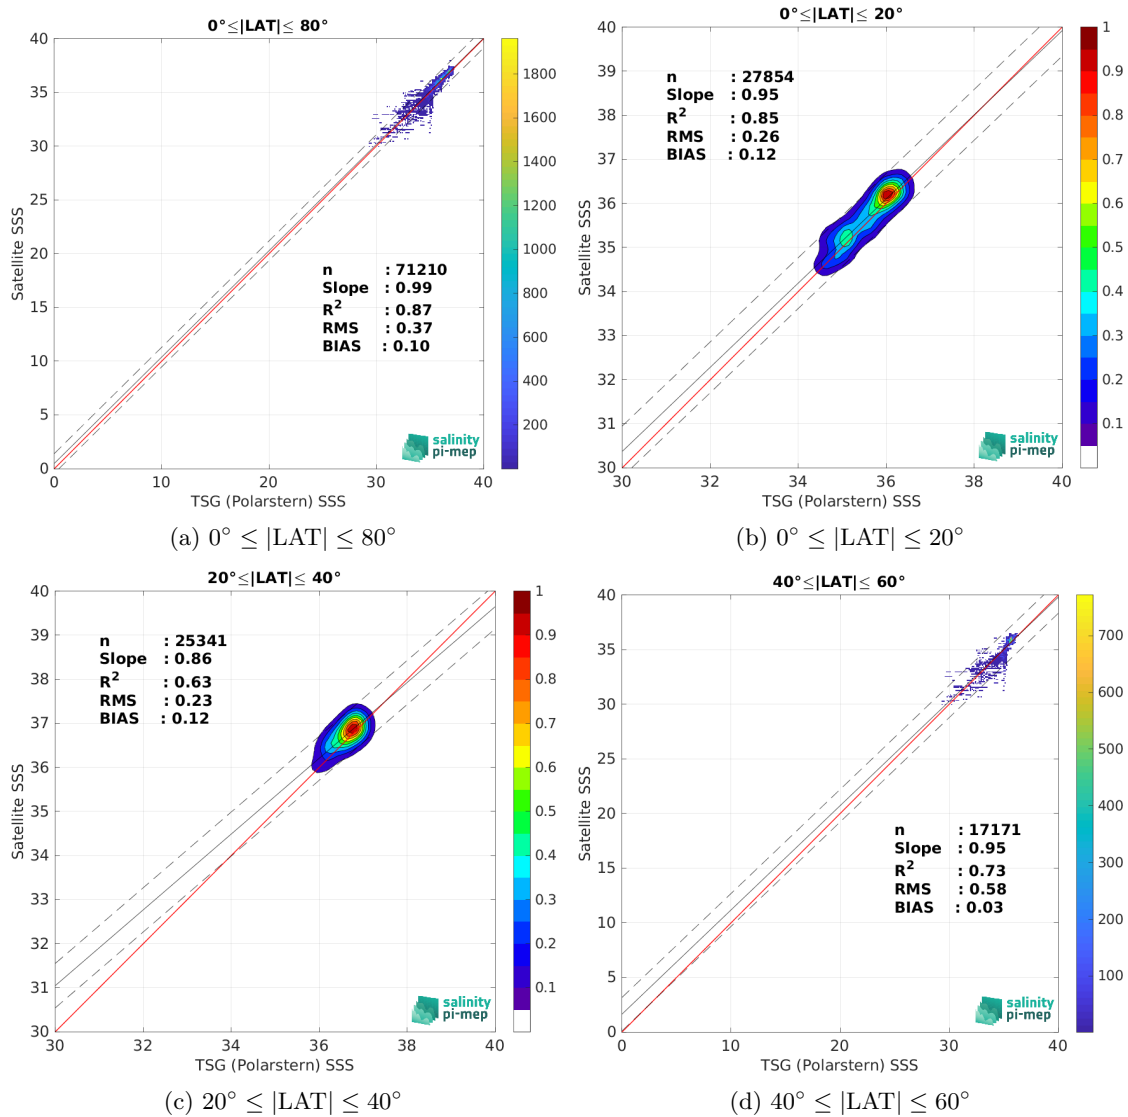 0°≤|LAT|≤ 80°
Satellite SSS
40
35
30
25
20
15
10
5
0
0
10
20
30
40
TSG (Polarstern) SSS
n : 71210
Slope : 0.99
R² : 0.87
RMS : 0.37
BIAS : 0.10
salinity
pi-mep
1800
1600
1400
1200
1000
800
600
400
200
(a) 0° ≤ |LAT| ≤ 80°
0°≤|LAT|≤ 20°
Satellite SSS
40
39
38
37
36
35
34
33
32
31
30
30
32
34
36
38
40
TSG (Polarstern) SSS
n : 27854
Slope : 0.95
R² : 0.85
RMS : 0.26
BIAS : 0.12
salinity
pi-mep
1
0.9
0.8
0.7
0.6
0.5
0.4
0.3
0.2
0.1
(b) 0° ≤ |LAT| ≤ 20°
20°≤|LAT|≤ 40°
Satellite SSS
40
39
38
37
36
35
34
33
32
31
30
30
32
34
36
38
40
TSG (Polarstern) SSS
n : 25341
Slope : 0.86
R² : 0.63
RMS : 0.23
BIAS : 0.12
salinity
pi-mep
1
0.9
0.8
0.7
0.6
0.5
0.4
0.3
0.2
0.1
(c) 20° ≤ |LAT| ≤ 40°
40°≤|LAT|≤ 60°
Satellite SSS
40
35
30
25
20
15
10
5
0
0
10
20
30
40
TSG (Polarstern) SSS
n : 17171
Slope : 0.95
R² : 0.73
RMS : 0.58
BIAS : 0.03
salinity
pi-mep
700
600
500
400
300
200
100
(d) 40° ≤ |LAT| ≤ 60°